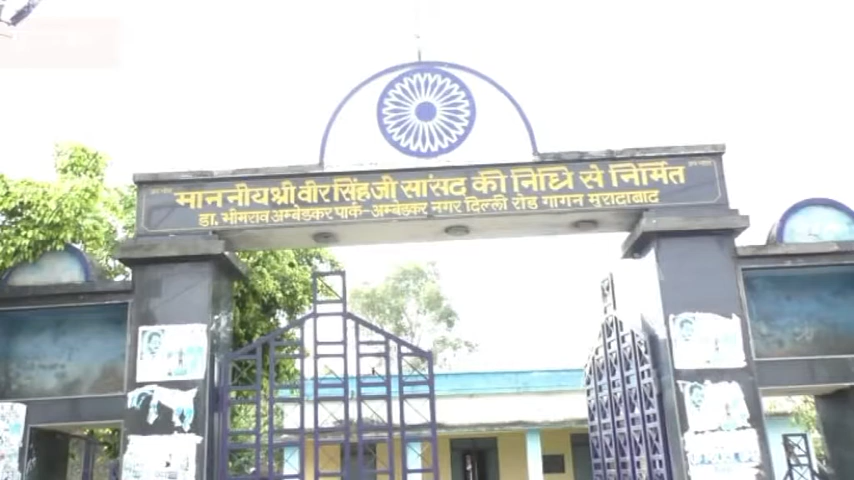 माननीय श्री वीर सिंह जी सांसद की निधि से निर्मित
डा. भीमराव अम्बेडकर पार्क-अम्बेडकर नगर दिल्ली रोड गागन मुरादाबाद